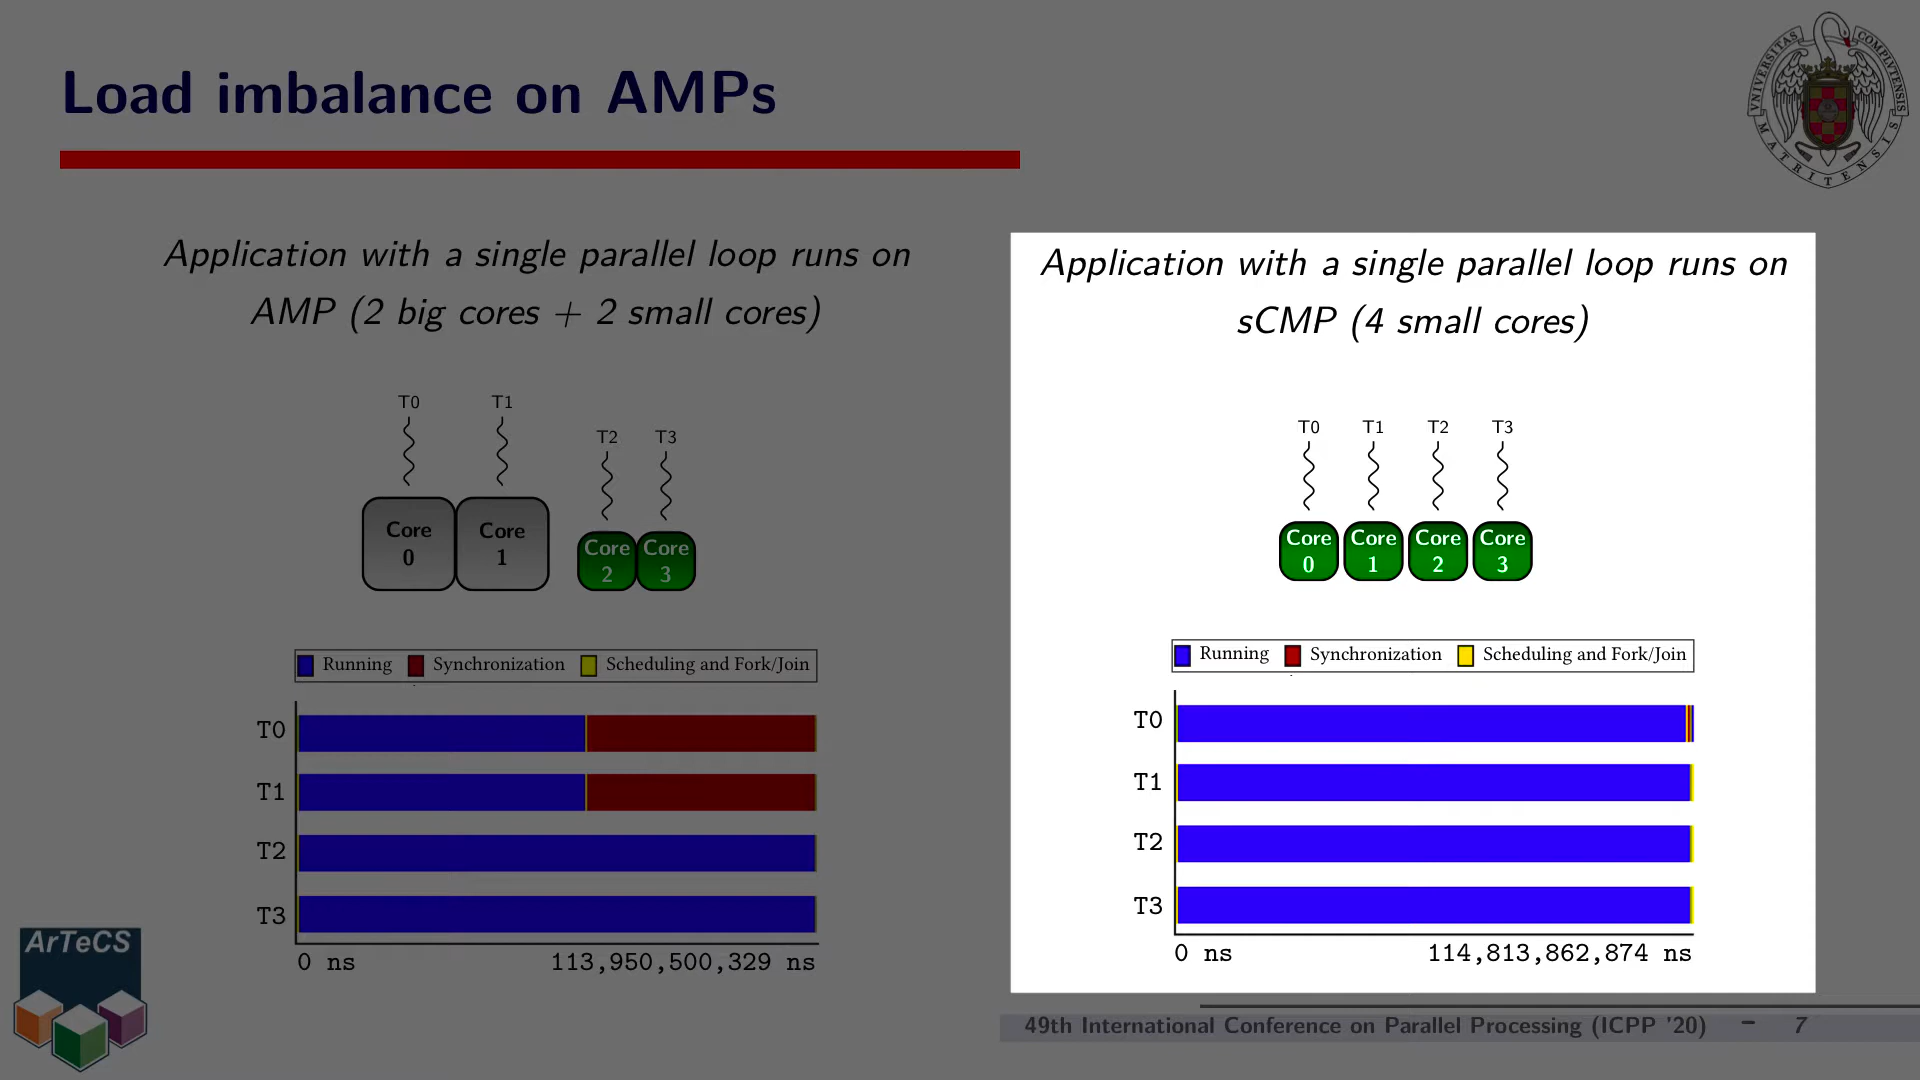 Load imbalance on AMPs
VNIVERSITAS COMPLVTENSIS MATRITENSIS
Application with a single parallel loop runs on
AMP (2 big cores + 2 small cores)
T0 T1 T2 T3
Core 0 Core 1 Core 2 Core 3
Running Synchronization Scheduling and Fork/Join
T0
T1
T2
T3
0 ns 113,950,500,329 ns
Application with a single parallel loop runs on
sCMP (4 small cores)
T0 T1 T2 T3
Core 0 Core 1 Core 2 Core 3
Running Synchronization Scheduling and Fork/Join
T0
T1
T2
T3
0 ns 114,813,862,874 ns
ArTeCS
49th International Conference on Parallel Processing (ICPP '20) – 7